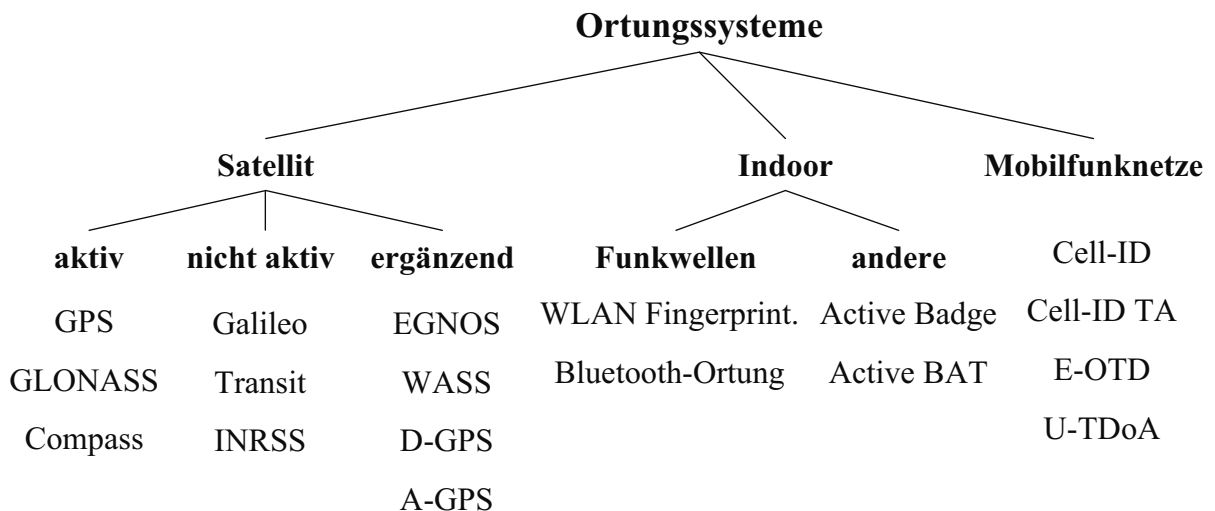 Ortungssysteme
Satellit
Indoor
Mobilfunknetze
aktiv
nicht aktiv
ergänzend
Funkwellen
andere
GPS
GLONASS
Compass
Galileo
Transit
INRSS
EGNOS
WASS
D-GPS
A-GPS
WLAN Fingerprint.
Bluetooth-Ortung
Active Badge
Active BAT
Cell-ID
Cell-ID TA
E-OTD
U-TDoA